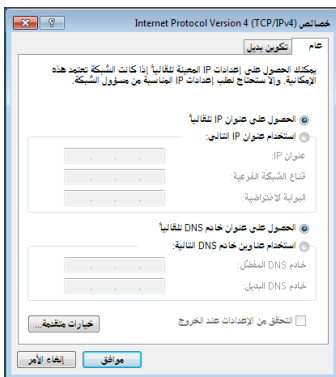 خصائص Internet Protocol Version 4 (TCP/IPv4)
عام
تكوين بديل
يمكنك الحصول على إعدادات IP المعينة تلقائياً إذا كانت الشبكة تعتمد هذه
الإمكانية. وإلا ستحتاج لطلب إعدادات IP المناسبة من مسؤول الشبكة.
الحصول على عنوان IP تلقائياً
استخدام عنوان IP التالي:
عنوان IP:
قناع الشبكة الفرعية:
البوابة الافتراضية:
الحصول على عنوان خادم DNS تلقائياً
استخدام عناوين خادم DNS التالية:
خادم DNS المفضّل:
خادم DNS البديل:
التحقق من الإعدادات عند الخروج
خيارات متقدمة...
موافق
إلغاء الأمر